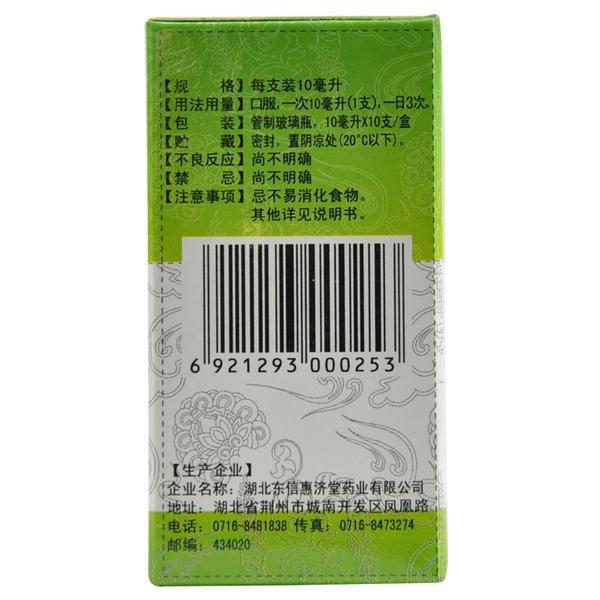 【规　格】每支装10毫升
【用法用量】口服,一次10毫升(1支),一日3次。
【包　装】管制玻璃瓶, 10毫升X10支/盒
【贮　藏】密封, 置阴凉处(20°C以下)。
【不良反应】尚不明确
【禁　忌】尚不明确
【注意事项】忌不易消化食物。
其他详见说明书。
6 921293 000253
【生产企业】
企业名称: 湖北东信惠济堂药业有限公司
地址: 湖北省荆州市城南开发区凤凰路
电话: 0716-8481838 传真: 0716-8473274
邮编: 434020